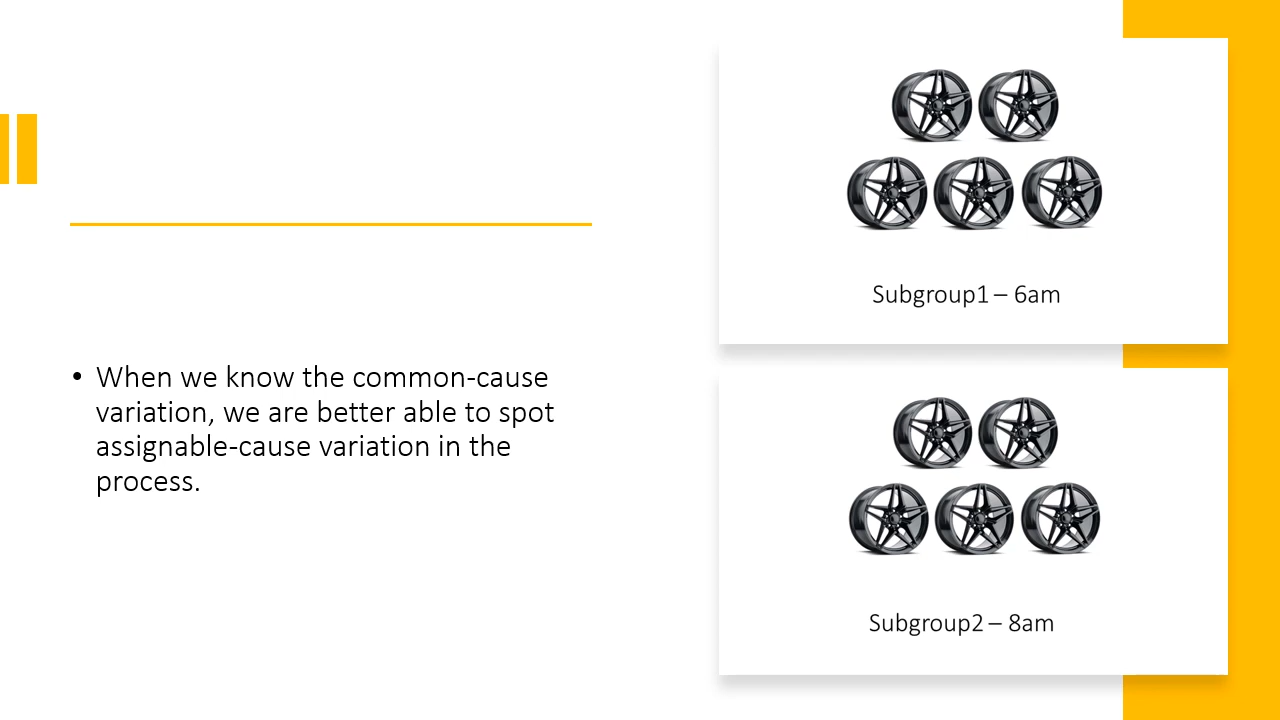 • When we know the common-cause
variation, we are better able to spot
assignable-cause variation in the
process.
Subgroup1 – 6am
Subgroup2 – 8am